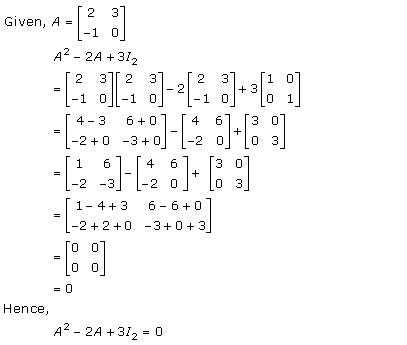 Given, A = [2 3; -1 0]
A² - 2A + 3I₂
= [2 3; -1 0][2 3; -1 0] - 2[2 3; -1 0] + 3[1 0; 0 1]
= [4 - 3 6 + 0; -2 + 0 -3 + 0] - [4 6; -2 0] + [3 0; 0 3]
= [1 6; -2 -3] - [4 6; -2 0] + [3 0; 0 3]
= [1 - 4 + 3 6 - 6 + 0; -2 + 2 + 0 -3 + 0 + 3]
= [0 0; 0 0]
= 0
Hence,
A² - 2A + 3I₂ = 0